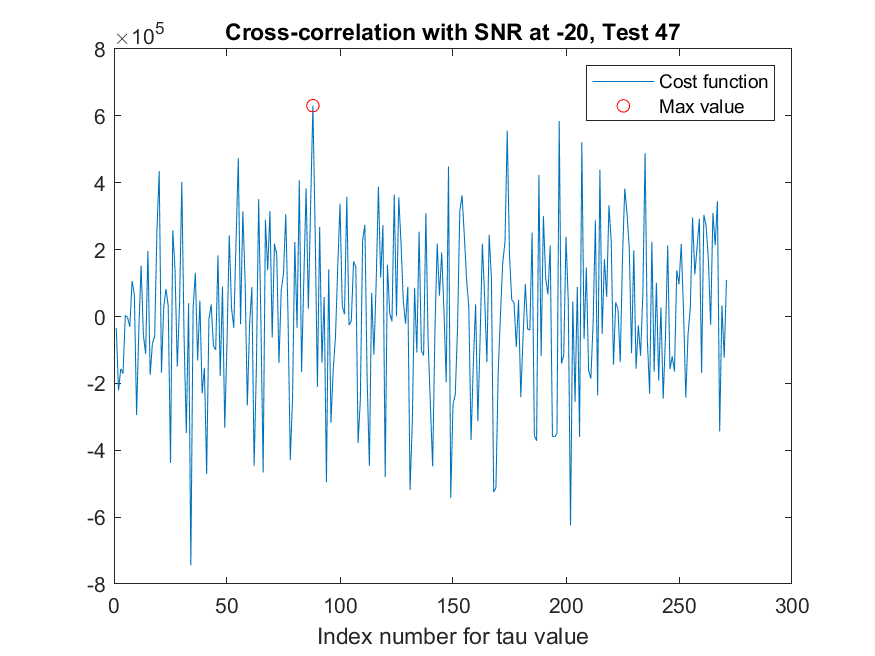 Cross-correlation with SNR at -20, Test 47
×10^5
8
6
4
2
0
-2
-4
-6
-8
Cost function
Max value
0 50 100 150 200 250 300
Index number for tau value